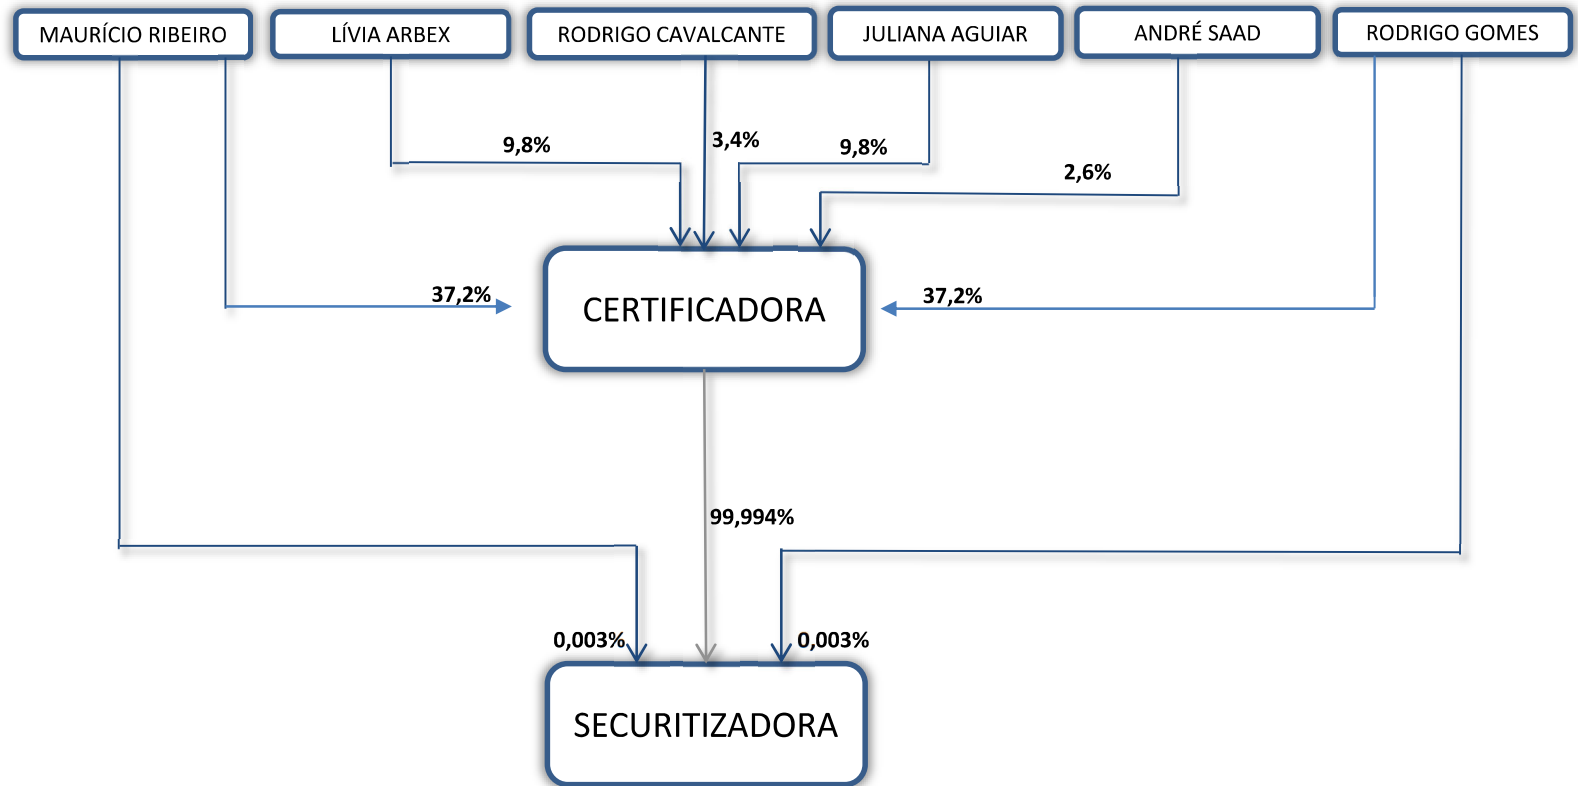 MAURÍCIO RIBEIRO
LÍVIA ARBEX
RODRIGO CAVALCANTE
JULIANA AGUIAR
ANDRÉ SAAD
RODRIGO GOMES
9,8%
3,4%
9,8%
2,6%
37,2%
CERTIFICADORA
37,2%
99,994%
0,003%
0,003%
SECURITIZADORA